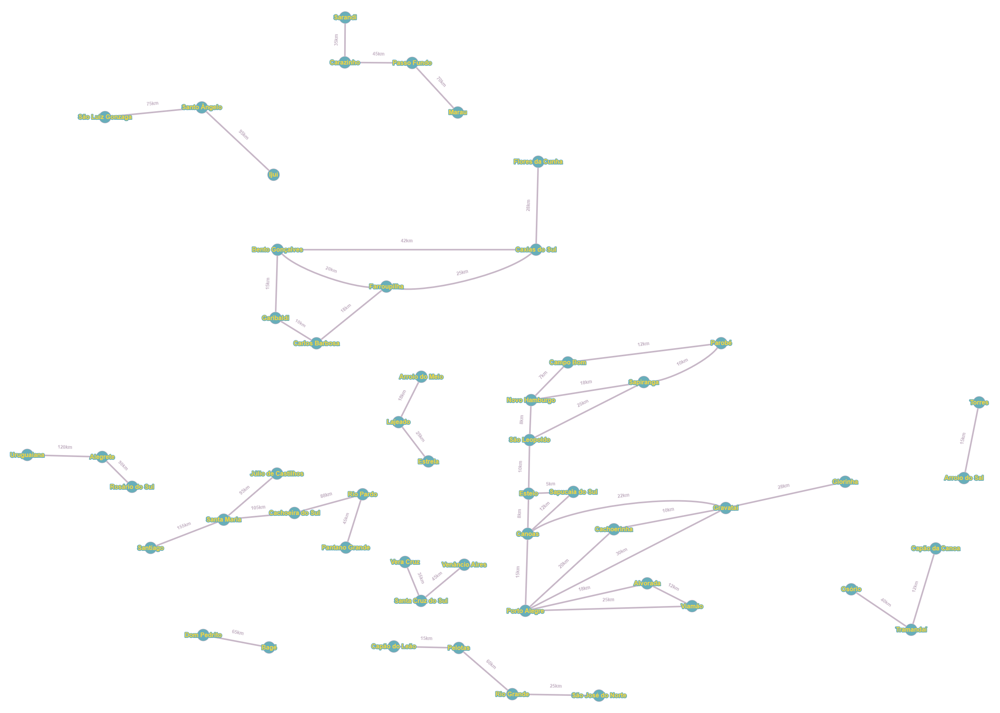 Sarandi
35km
45km
Carazinho
Passo Fundo
70km
75km
Santo Ângelo
Marau
São Luiz Gonzaga
95km
Flores da Cunha
Ijui
28km
42km
Bento Gonçalves
Caxias do Sul
20km
25km
15km
Farroupilha
18km
Garibaldi
10km
Carlos Barbosa
12km
Parobé
Campo Bom
10km
Arroio do Meio
7km
18km
Sapiranga
18km
Novo Hamburgo
25km
Torres
8km
Lajeado
25km
São Leopoldo
15km
120km
Uruguaiana
Alegrete
90km
Estrela
10km
Júlio de Castilhos
Arroio do Sal
Rosário do Sul
95km
5km
Glorinha
28km
Rio Pardo
88km
Esteio
Sapucaia do Sul
22km
105km
12km
Gravataí
Cachoeira do Sul
10km
Santa Maria
45km
8km
155km
Canoas
Cachoerinha
Santiago
Pantano Grande
30km
Capão da Canoa
Vera Cruz
Venâncio Aires
20km
35km
45km
15km
Alvorada
12km
12km
18km
Osório
Santa Cruz do Sul
25km
40km
Porto Alegre
Viamão
Tramandaí
65km
Dom Pedrito
15km
Bagé
Capão do Leão
Pelotas
60km
25km
Rio Grande
São José do Norte